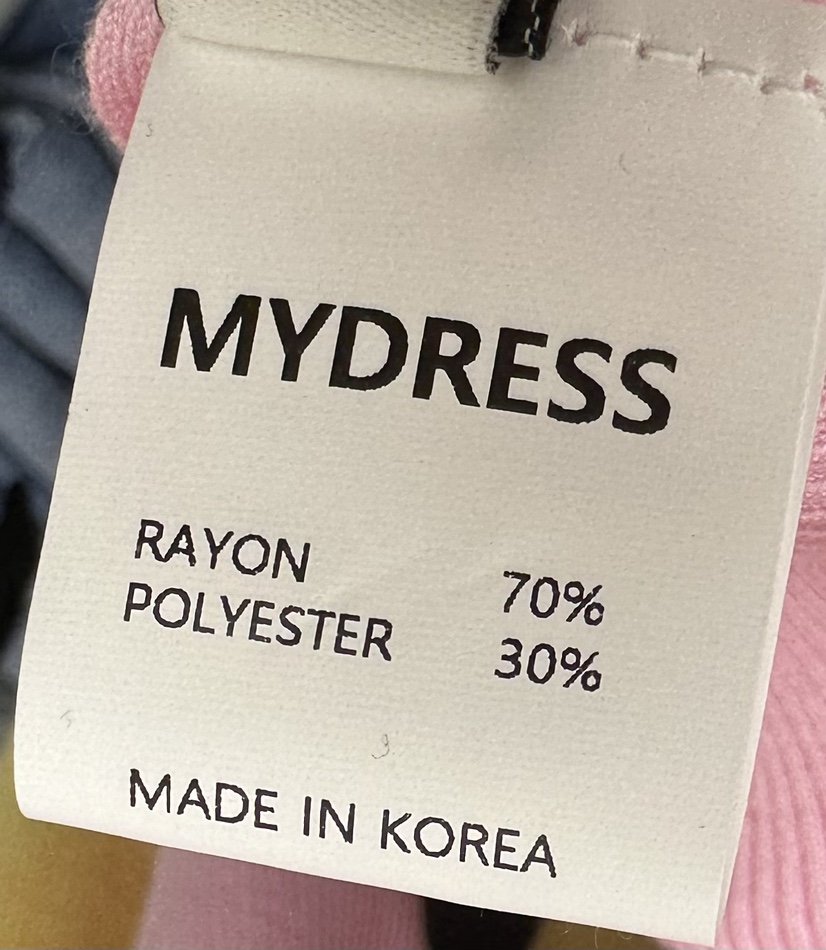 MYDRESS
RAYON 70%
POLYESTER 30%
MADE IN KOREA